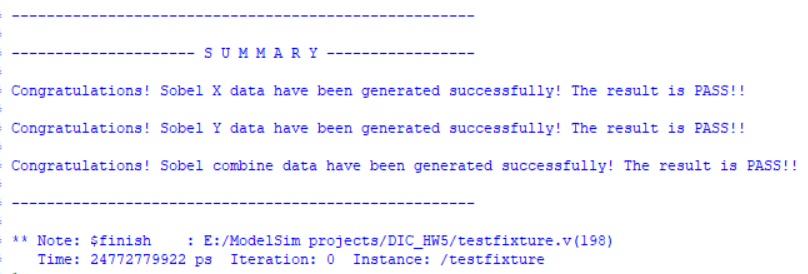 -----------------------------------------------------
--------------------- S U M M A R Y -----------------
Congratulations! Sobel X data have been generated successfully! The result is PASS!!
Congratulations! Sobel Y data have been generated successfully! The result is PASS!!
Congratulations! Sobel combine data have been generated successfully! The result is PASS!!
-----------------------------------------------------
** Note: $finish    : E:/ModelSim projects/DIC_HW5/testfixture.v(198)
Time: 24772779922 ps  Iteration: 0  Instance: /testfixture